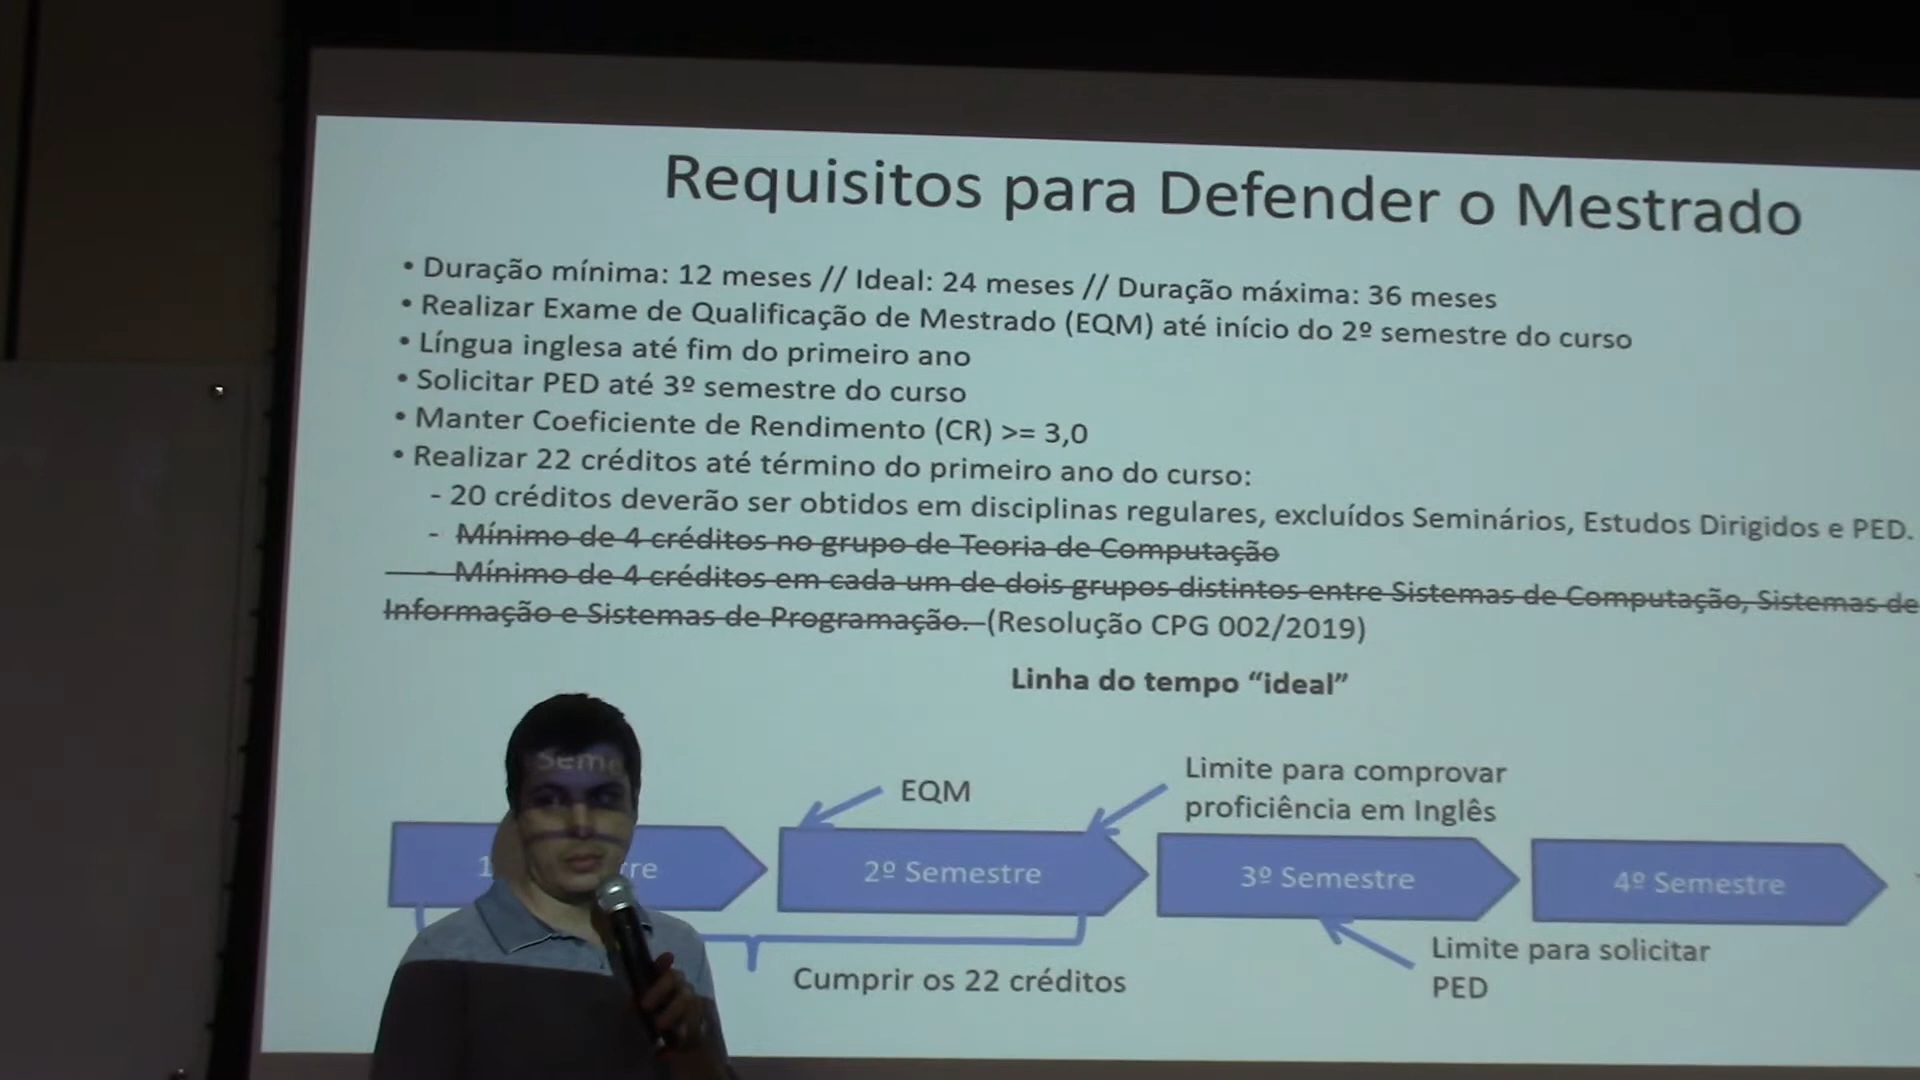 Requisitos para Defender o Mestrado
• Duração mínima: 12 meses // Ideal: 24 meses // Duração máxima: 36 meses
• Realizar Exame de Qualificação de Mestrado (EQM) até início do 2º semestre do curso
• Língua inglesa até fim do primeiro ano
• Solicitar PED até 3º semestre do curso
• Manter Coeficiente de Rendimento (CR) >= 3,0
• Realizar 22 créditos até término do primeiro ano do curso:
- 20 créditos deverão ser obtidos em disciplinas regulares, excluídos Seminários, Estudos Dirigidos e PED.
- Mínimo de 4 créditos no grupo de Teoria de Computação
- Mínimo de 4 créditos em cada um de dois grupos distintos entre Sistemas de Computação, Sistemas de
Informação e Sistemas de Programação. (Resolução CPG 002/2019)
Linha do tempo “ideal”
EQM
Limite para comprovar
proficiência em Inglês
2º Semestre
3º Semestre
4º Semestre
Cumprir os 22 créditos
Limite para solicitar
PED